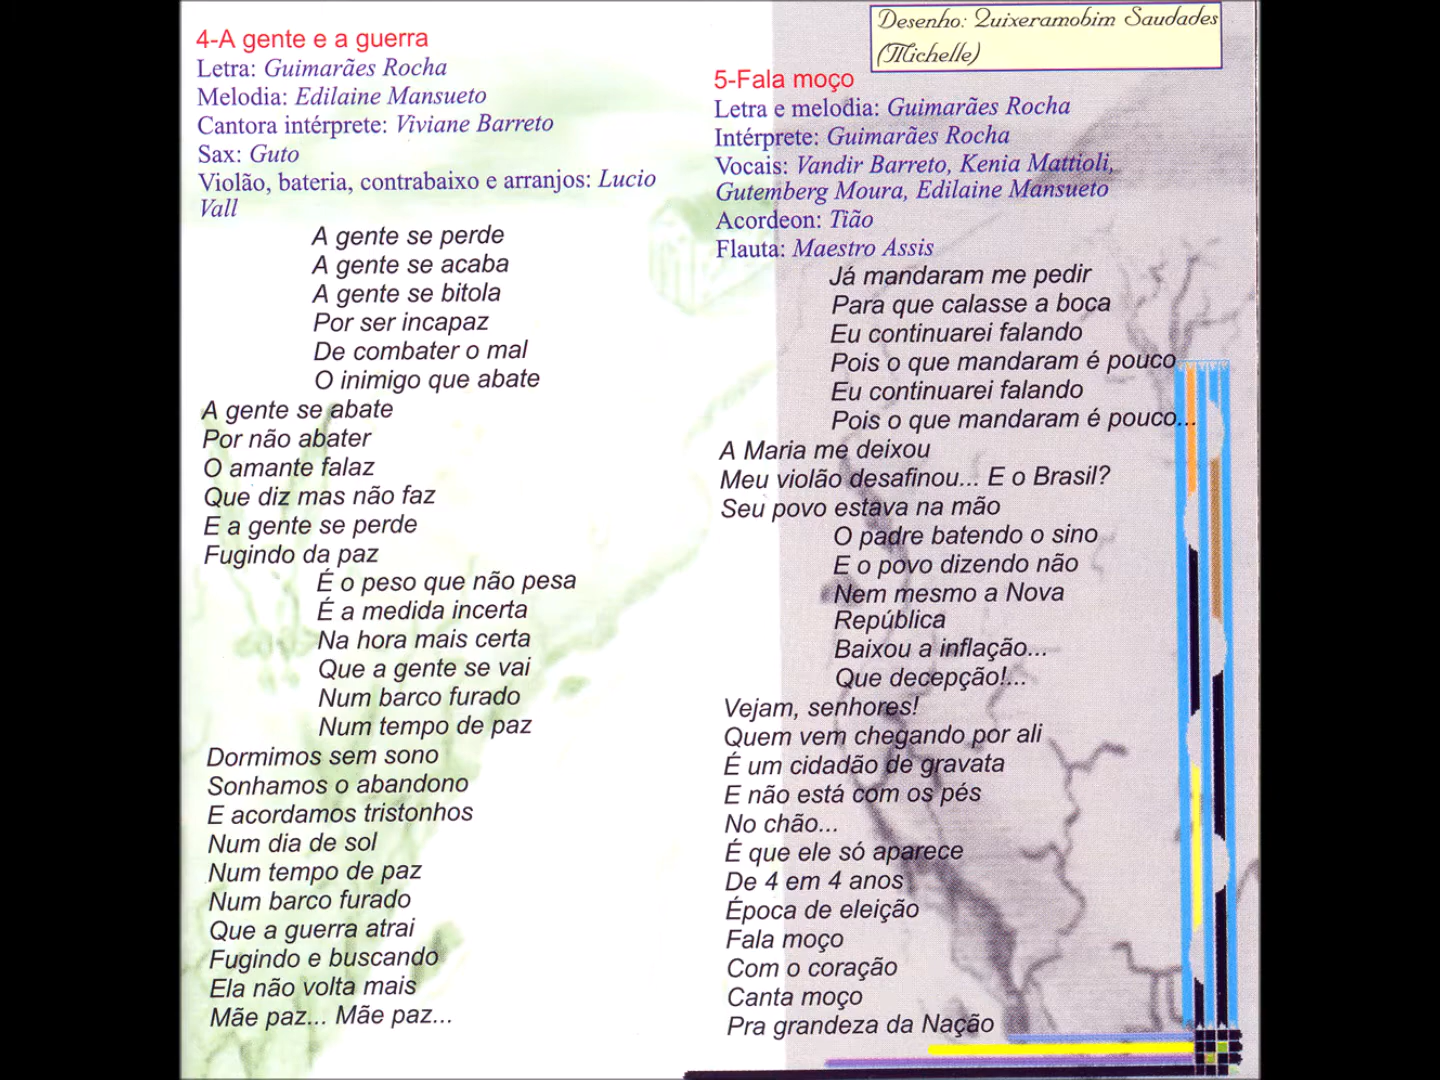 4-A gente e a guerra
Letra: Guimarães Rocha
Melodia: Edilaine Mansueto
Cantora intérprete: Viviane Barreto
Sax: Guto
Violão, bateria, contrabaixo e arranjos: Lucio
Vall
A gente se perde
A gente se acaba
A gente se bitola
Por ser incapaz
De combater o mal
O inimigo que abate
A gente se abate
Por não abater
O amante falaz
Que diz mas não faz
E a gente se perde
Fugindo da paz
É o peso que não pesa
É a medida incerta
Na hora mais certa
Que a gente se vai
Num barco furado
Num tempo de paz
Dormimos sem sono
Sonhamos o abandono
E acordamos tristonhos
Num dia de sol
Num tempo de paz
Num barco furado
Que a guerra atrai
Fugindo e buscando
Ela não volta mais
Mãe paz... Mãe paz...
Desenho: Quixeramobim Saudades
(Michelle)
5-Fala moço
Letra e melodia: Guimarães Rocha
Intérprete: Guimarães Rocha
Vocais: Vandir Barreto, Kenia Mattioli,
Gutemberg Moura, Edilaine Mansueto
Acordeon: Tião
Flauta: Maestro Assis
Já mandaram me pedir
Para que calasse a boca
Eu continuarei falando
Pois o que mandaram é pouco
Eu continuarei falando
Pois o que mandaram é pouco...
A Maria me deixou
Meu violão desafinou... E o Brasil?
Seu povo estava na mão
O padre batendo o sino
E o povo dizendo não
Nem mesmo a Nova
República
Baixou a inflação...
Que decepção!...
Vejam, senhores!
Quem vem chegando por ali
É um cidadão de gravata
E não está com os pés
No chão...
É que ele só aparece
De 4 em 4 anos
Época de eleição
Fala moço
Com o coração
Canta moço
Pra grandeza da Nação